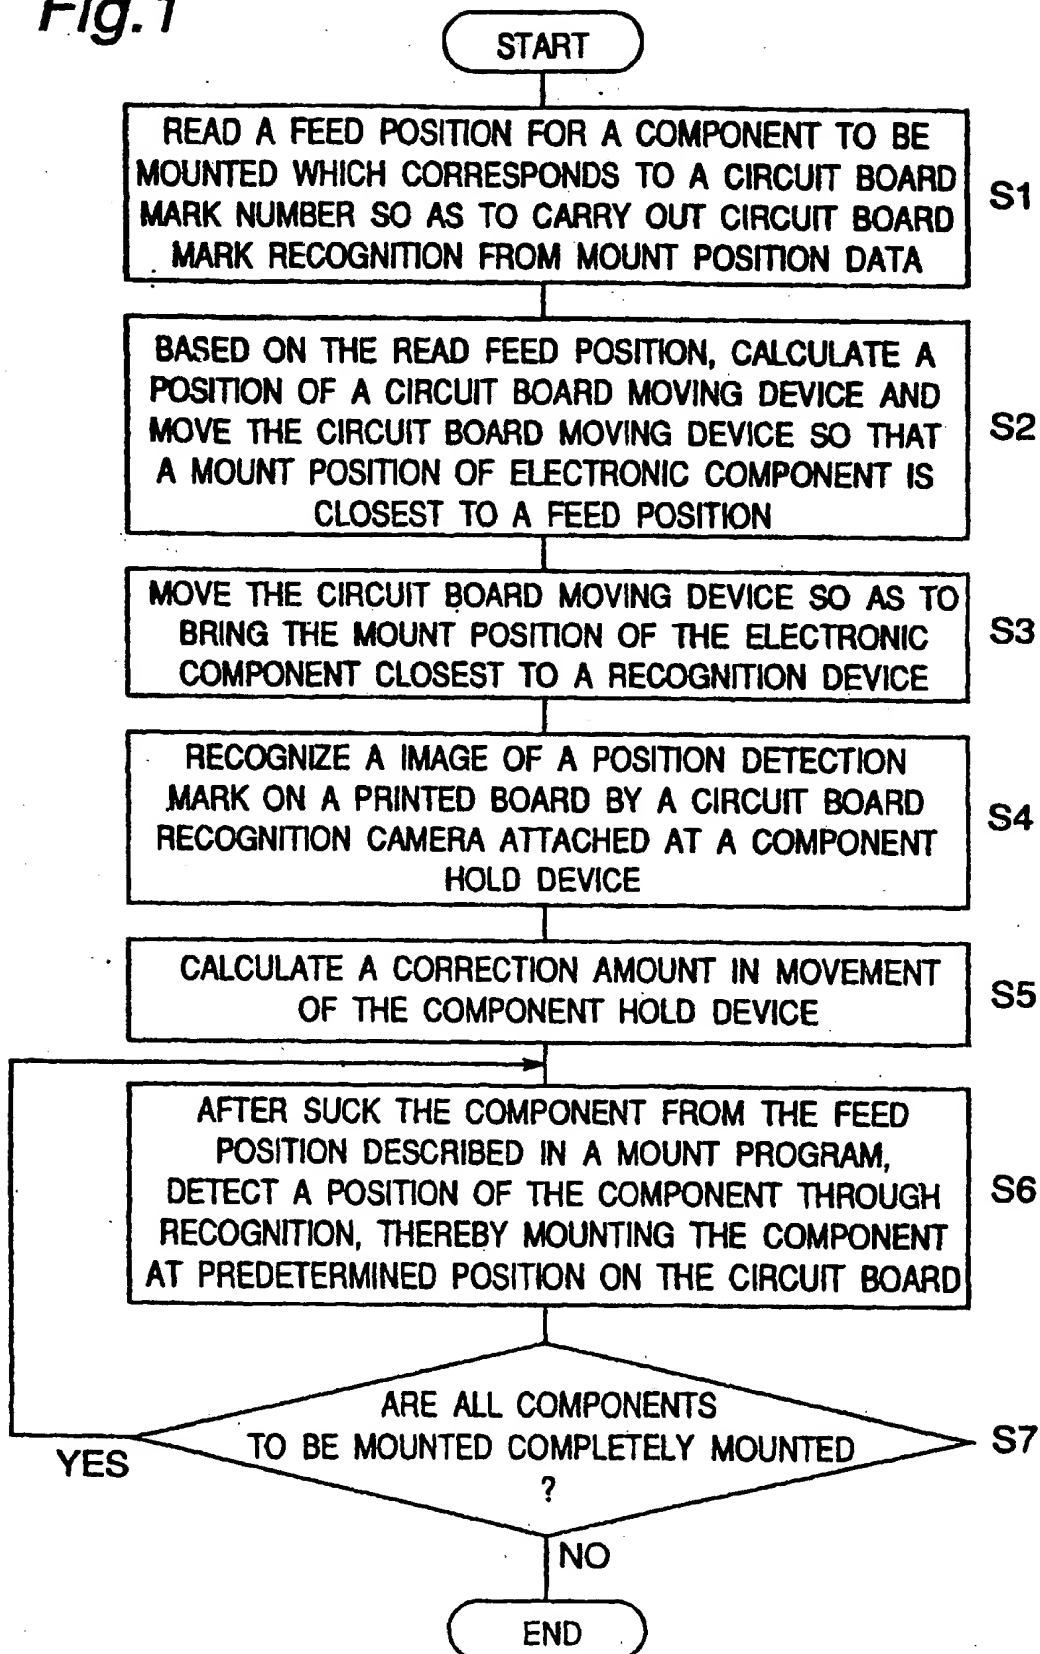 Fig.1
START
READ A FEED POSITION FOR A COMPONENT TO BE
MOUNTED WHICH CORRESPONDS TO A CIRCUIT BOARD
MARK NUMBER SO AS TO CARRY OUT CIRCUIT BOARD
MARK RECOGNITION FROM MOUNT POSITION DATA
S1
BASED ON THE READ FEED POSITION, CALCULATE A
POSITION OF A CIRCUIT BOARD MOVING DEVICE AND
MOVE THE CIRCUIT BOARD MOVING DEVICE SO THAT
A MOUNT POSITION OF ELECTRONIC COMPONENT IS
CLOSEST TO A FEED POSITION
S2
MOVE THE CIRCUIT BOARD MOVING DEVICE SO AS TO
BRING THE MOUNT POSITION OF THE ELECTRONIC
COMPONENT CLOSEST TO A RECOGNITION DEVICE
S3
RECOGNIZE A IMAGE OF A POSITION DETECTION
MARK ON A PRINTED BOARD BY A CIRCUIT BOARD
RECOGNITION CAMERA ATTACHED AT A COMPONENT
HOLD DEVICE
S4
CALCULATE A CORRECTION AMOUNT IN MOVEMENT
OF THE COMPONENT HOLD DEVICE
S5
AFTER SUCK THE COMPONENT FROM THE FEED
POSITION DESCRIBED IN A MOUNT PROGRAM,
DETECT A POSITION OF THE COMPONENT THROUGH
RECOGNITION, THEREBY MOUNTING THE COMPONENT
AT PREDETERMINED POSITION ON THE CIRCUIT BOARD
S6
ARE ALL COMPONENTS
TO BE MOUNTED COMPLETELY MOUNTED
?
S7
YES
NO
END